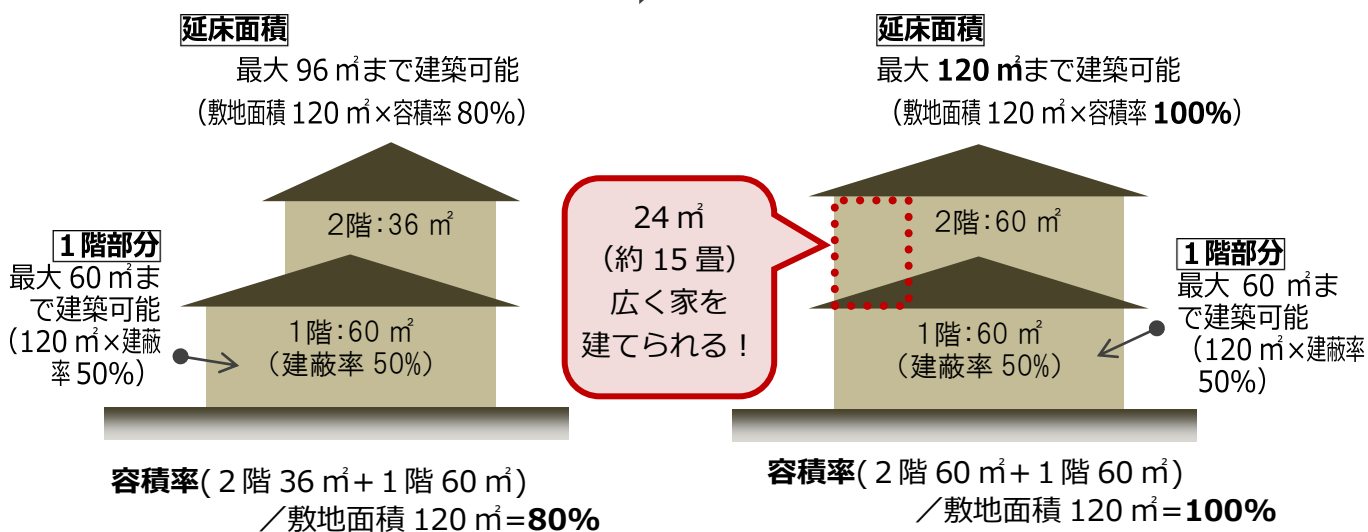 延床面積
最大 96 ㎡まで建築可能
（敷地面積 120 ㎡×容積率 80%）
2階：36 ㎡
１階部分
最大 60 ㎡ま
で建築可能
（120 ㎡×建蔽
率 50%）
1階：60 ㎡
（建蔽率 50%）
容積率(２階 36 ㎡＋１階 60 ㎡)
／敷地面積 120 ㎡=80%
24 ㎡
（約 15 畳）
広く家を
建てられる！
延床面積
最大 120 ㎡まで建築可能
（敷地面積 120 ㎡×容積率 100%）
2階：60 ㎡
1階：60 ㎡
（建蔽率 50%）
１階部分
最大 60 ㎡ま
で建築可能
（120 ㎡×建蔽率
50%）
容積率(２階 60 ㎡＋１階 60 ㎡)
／敷地面積 120 ㎡=100%